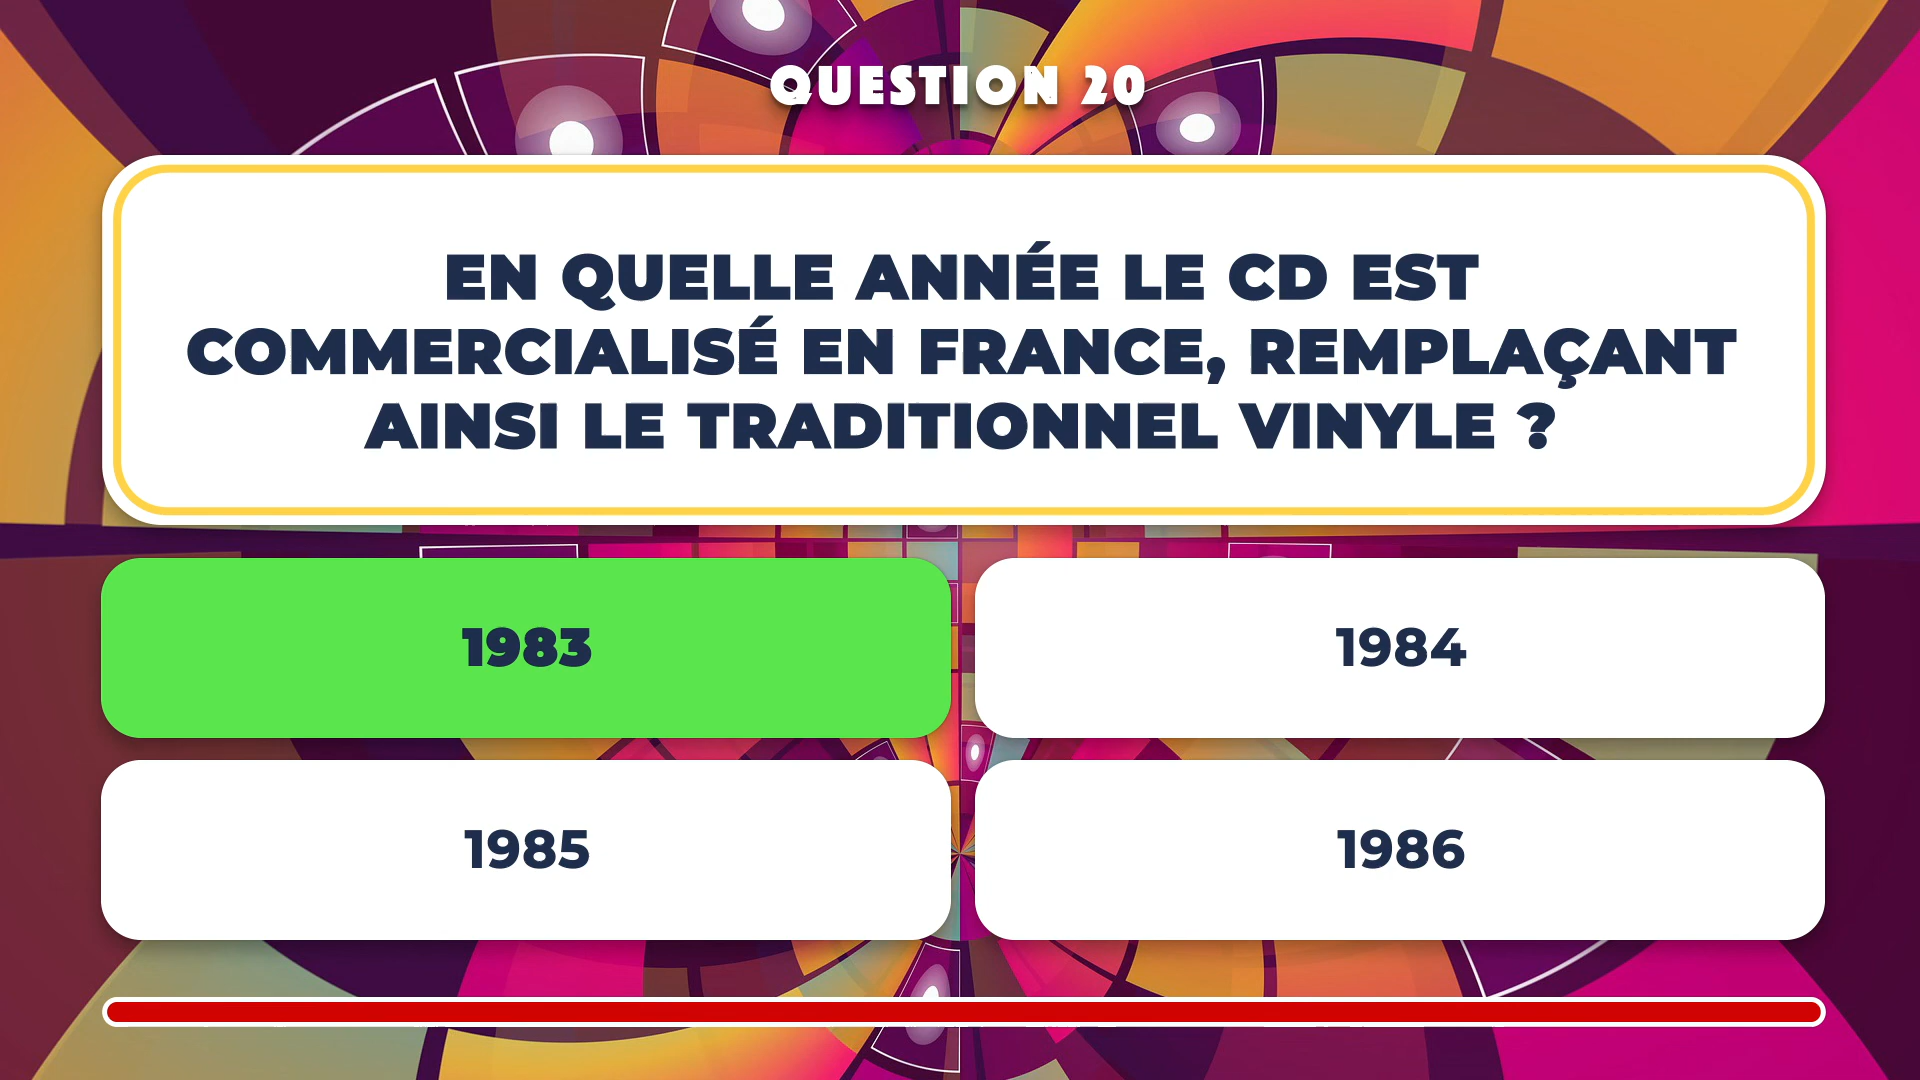 QUESTION 20
EN QUELLE ANNÉE LE CD EST
COMMERCIALISÉ EN FRANCE, REMPLAÇANT
AINSI LE TRADITIONNEL VINYLE ?
1983
1984
1985
1986